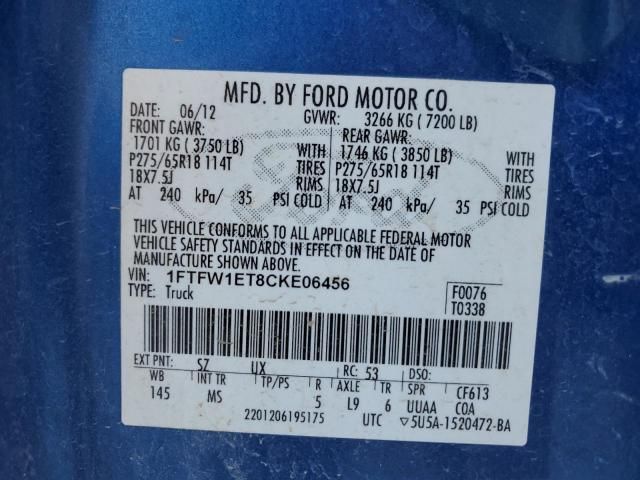 MFD. BY FORD MOTOR CO.
DATE: 06/12 GVWR: 3266 KG ( 7200 LB)
FRONT GAWR: REAR GAWR:
1701 KG ( 3750 LB) WITH 1746 KG ( 3850 LB) WITH
P275/65R18 114T TIRES P275/65R18 114T TIRES
18X7.5J RIMS 18X7.5J RIMS
AT 240 kPa/ 35 PSI COLD AT 240 kPa/ 35 PSI COLD
THIS VEHICLE CONFORMS TO ALL APPLICABLE FEDERAL MOTOR
VEHICLE SAFETY STANDARDS IN EFFECT ON THE DATE OF
MANUFACTURE SHOWN ABOVE.
VIN: 1FTFW1ET8CKE06456 F0076
TYPE: Truck T0338
EXT PNT: SZ UX RC: 53 DSO:
WB INT TR TP/PS R AXLE TR SPR CF613
145 MS 5 L9 6 UUAA COA
2201206195175 UTC ▽5U5A-1520472-BA
Ford